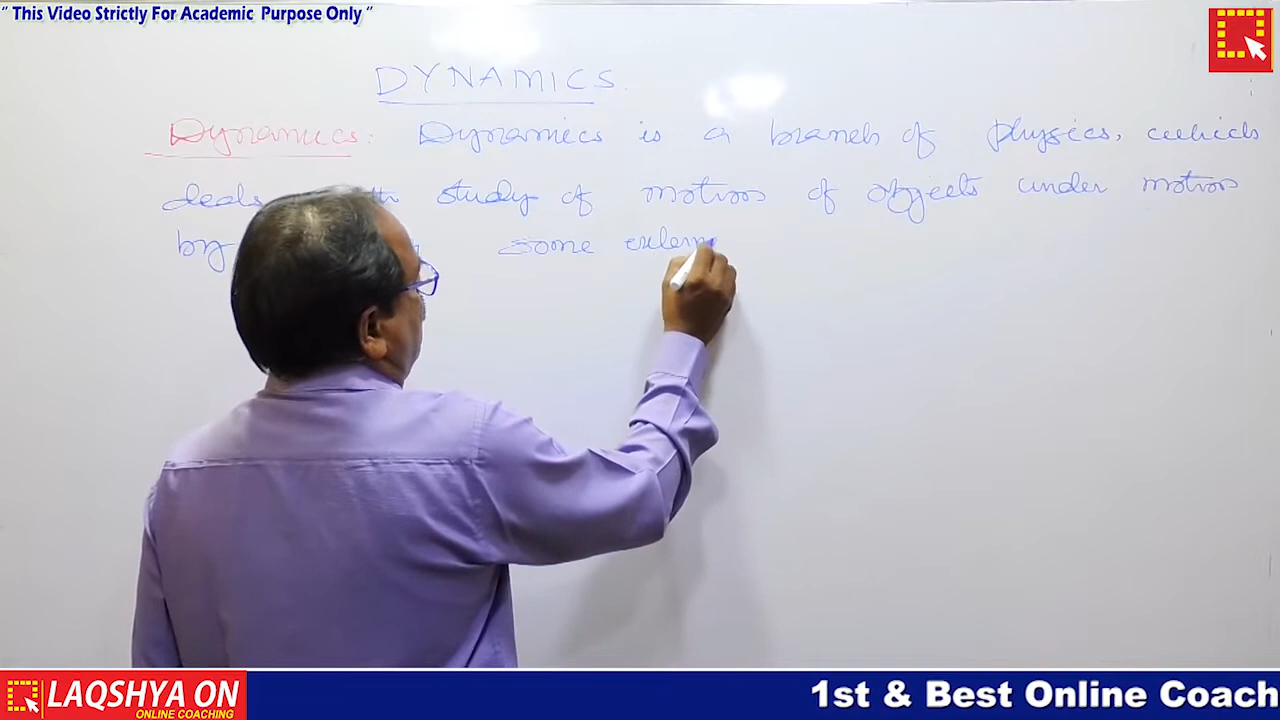 " This Video Strictly For Academic Purpose Only "
DYNAMICS.
Dynamics: Dynamics is a branch of Physics, which
deals study of motion of objects under motion
by some extern
LAQSHYA ON
ONLINE COACHING
1st & Best Online Coach